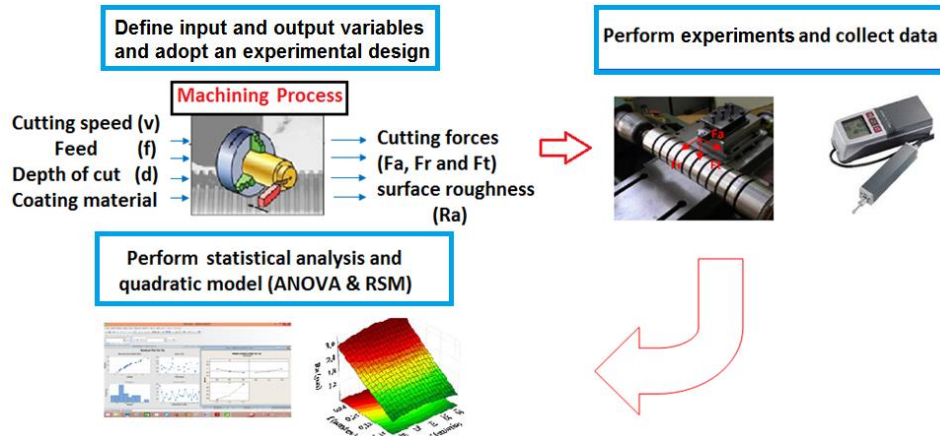 Define input and output variables
and adopt an experimental design
Machining Process
Cutting speed (v)
Feed (f)
Depth of cut (d)
Coating material
Cutting forces
(Fa, Fr and Ft)
surface roughness
(Ra)
Perform experiments and collect data
Fa
Perform statistical analysis and
quadratic model (ANOVA & RSM)